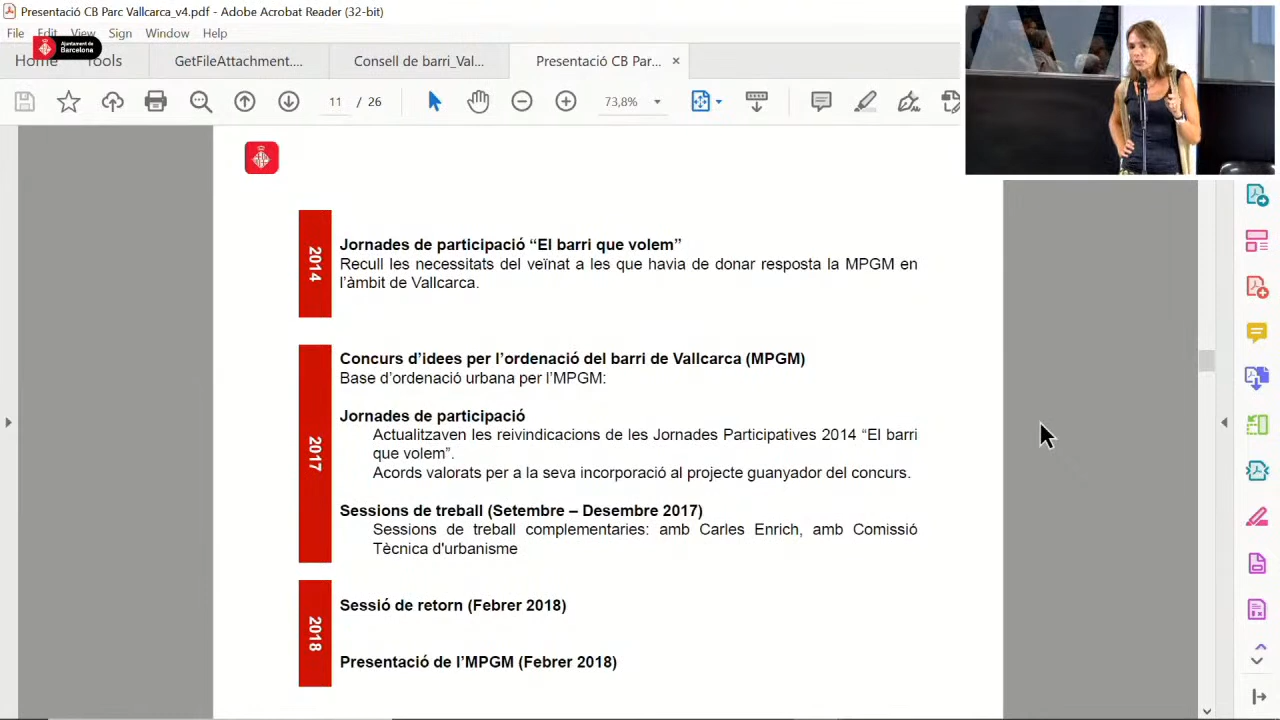 Presentació CB Parc Vallcarca_v4.pdf - Adobe Acrobat Reader (32-bit)
File Edit View Sign Window Help
Ajuntament de
Barcelona
Home Tools GetFileAttachment.... Consell de barri_Val... Presentació CB Par... ×
11 / 26 73,8%
2014
Jornades de participació “El barri que volem”
Recull les necessitats del veïnat a les que havia de donar resposta la MPGM en
l’àmbit de Vallcarca.
2017
Concurs d’idees per l’ordenació del barri de Vallcarca (MPGM)
Base d’ordenació urbana per l’MPGM:
Jornades de participació
Actualitzaven les reivindicacions de les Jornades Participatives 2014 “El barri
que volem”.
Acords valorats per a la seva incorporació al projecte guanyador del concurs.
Sessions de treball (Setembre – Desembre 2017)
Sessions de treball complementaries: amb Carles Enrich, amb Comissió
Tècnica d'urbanisme
2018
Sessió de retorn (Febrer 2018)
Presentació de l’MPGM (Febrer 2018)